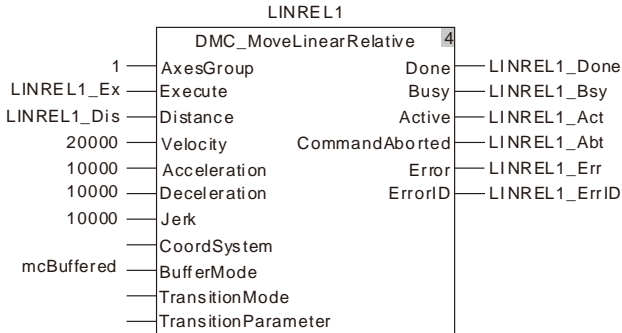 LINREL1
DMC_MoveLinearRelative 4
1 AxesGroup Done LINREL1_Done
LINREL1_Ex Execute Busy LINREL1_Bsy
LINREL1_Dis Distance Active LINREL1_Act
20000 Velocity CommandAborted LINREL1_Abt
10000 Acceleration Error LINREL1_Err
10000 Deceleration ErrorID LINREL1_ErrID
10000 Jerk
CoordSystem
mcBuffered BufferMode
TransitionMode
TransitionParameter